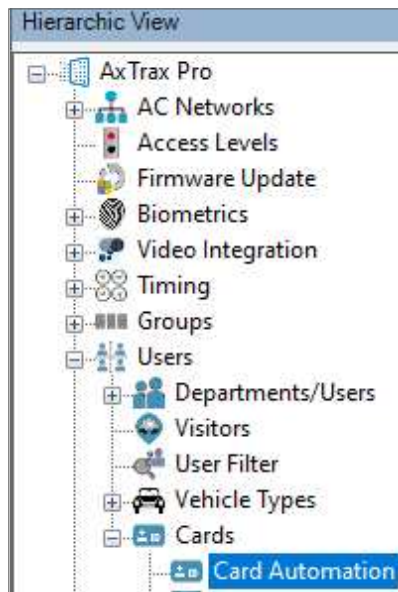 Hierarchic View
AxTrax Pro
AC Networks
Access Levels
Firmware Update
Biometrics
Video Integration
Timing
Groups
Users
Departments/Users
Visitors
User Filter
Vehicle Types
Cards
Card Automation